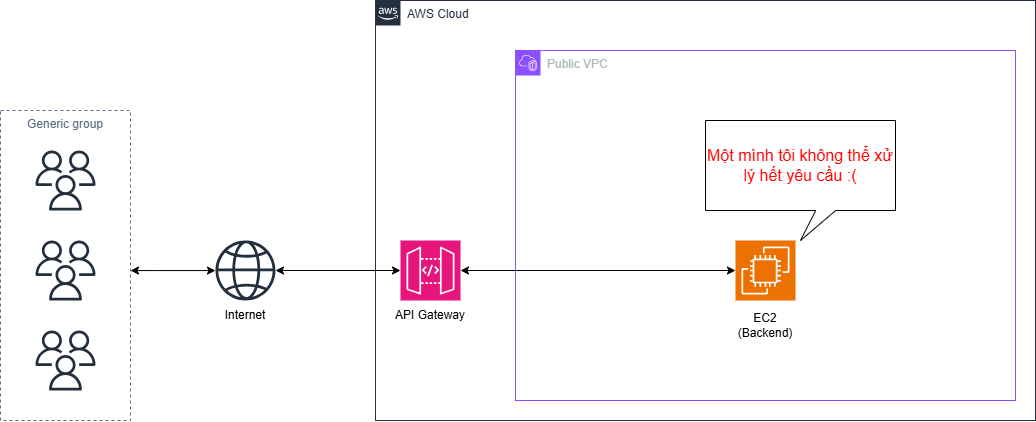 aws
AWS Cloud
Public VPC
Generic group
Một mình tôi không thể xử
lý hết yêu cầu :(
Internet
API Gateway
EC2
(Backend)